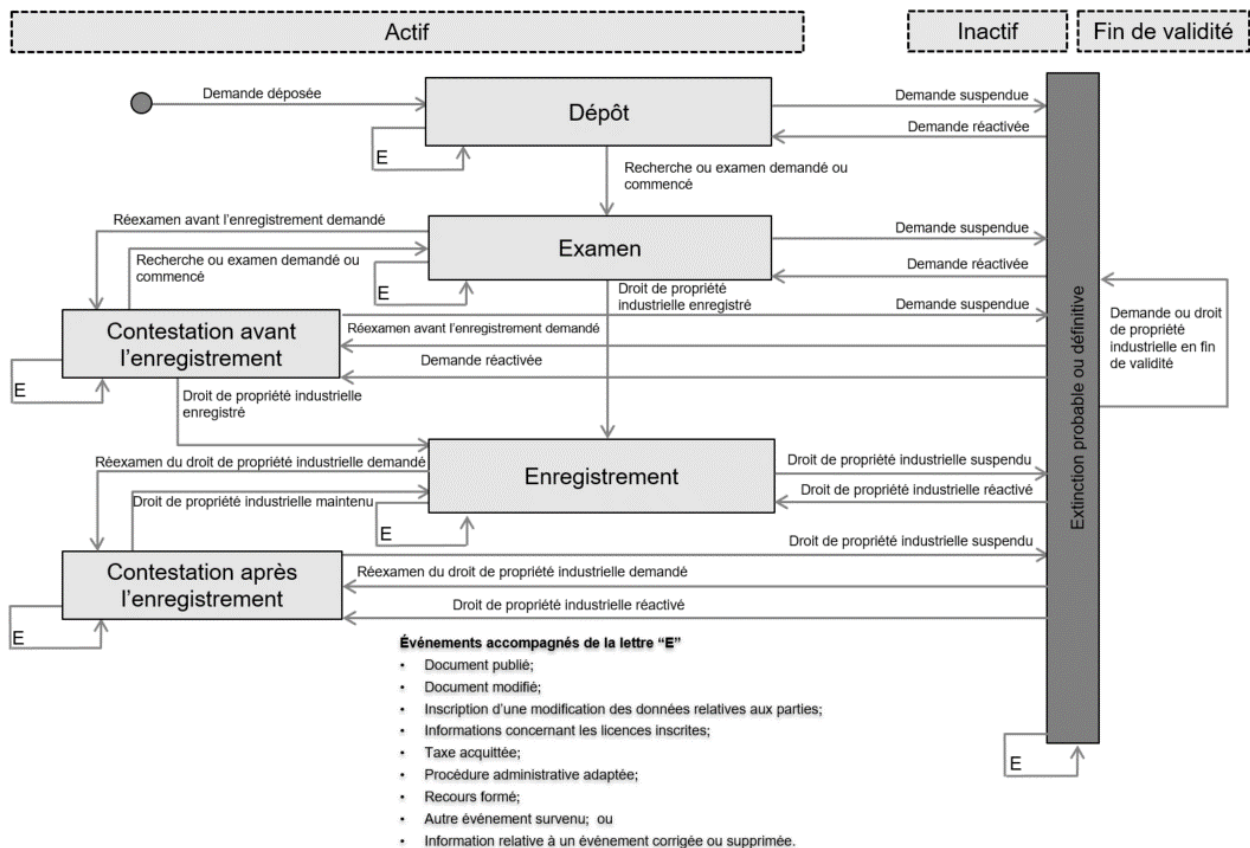 Actif
Inactif
Fin de validité
Demande déposée
Dépôt
Demande suspendue
Demande réactivée
E
Recherche ou examen demandé ou
commencé
Réexamen avant l’enregistrement demandé
Examen
Demande suspendue
Recherche ou examen demandé ou
commencé
Demande réactivée
E
Droit de propriété
industrielle enregistré
Demande suspendue
Contestation avant
l’enregistrement
Réexamen avant l’enregistrement demandé
Demande ou droit
de propriété
industrielle en fin
de validité
Demande réactivée
E
Droit de propriété industrielle
enregistré
Extinction probable ou définitive
Réexamen du droit de propriété industrielle demandé
Enregistrement
Droit de propriété industrielle suspendu
Droit de propriété industrielle maintenu
Droit de propriété industrielle réactivé
E
Droit de propriété industrielle suspendu
Contestation après
l’enregistrement
Réexamen du droit de propriété industrielle demandé
Droit de propriété industrielle réactivé
E
Événements accompagnés de la lettre “E”
• Document publié;
• Document modifié;
• Inscription d’une modification des données relatives aux parties;
• Informations concernant les licences inscrites;
• Taxe acquittée;
• Procédure administrative adaptée;
• Recours formé;
• Autre événement survenu; ou
• Information relative à un événement corrigée ou supprimée.
E